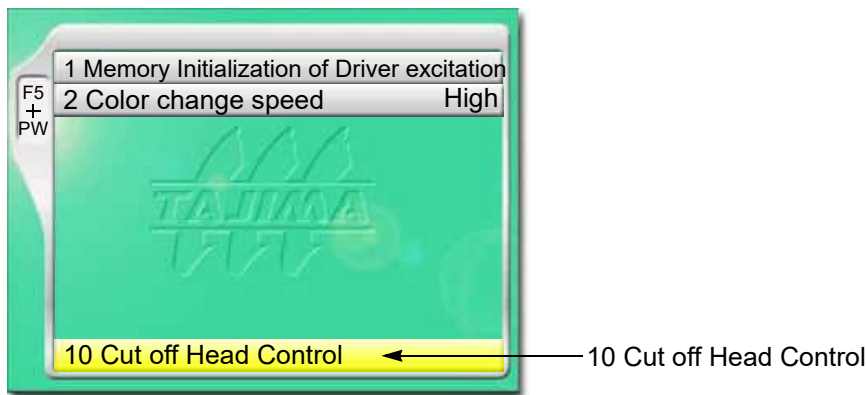 1 Memory Initialization of Driver excitation
F5
+
PW
2 Color change speed High
TAJIMA
10 Cut off Head Control
10 Cut off Head Control